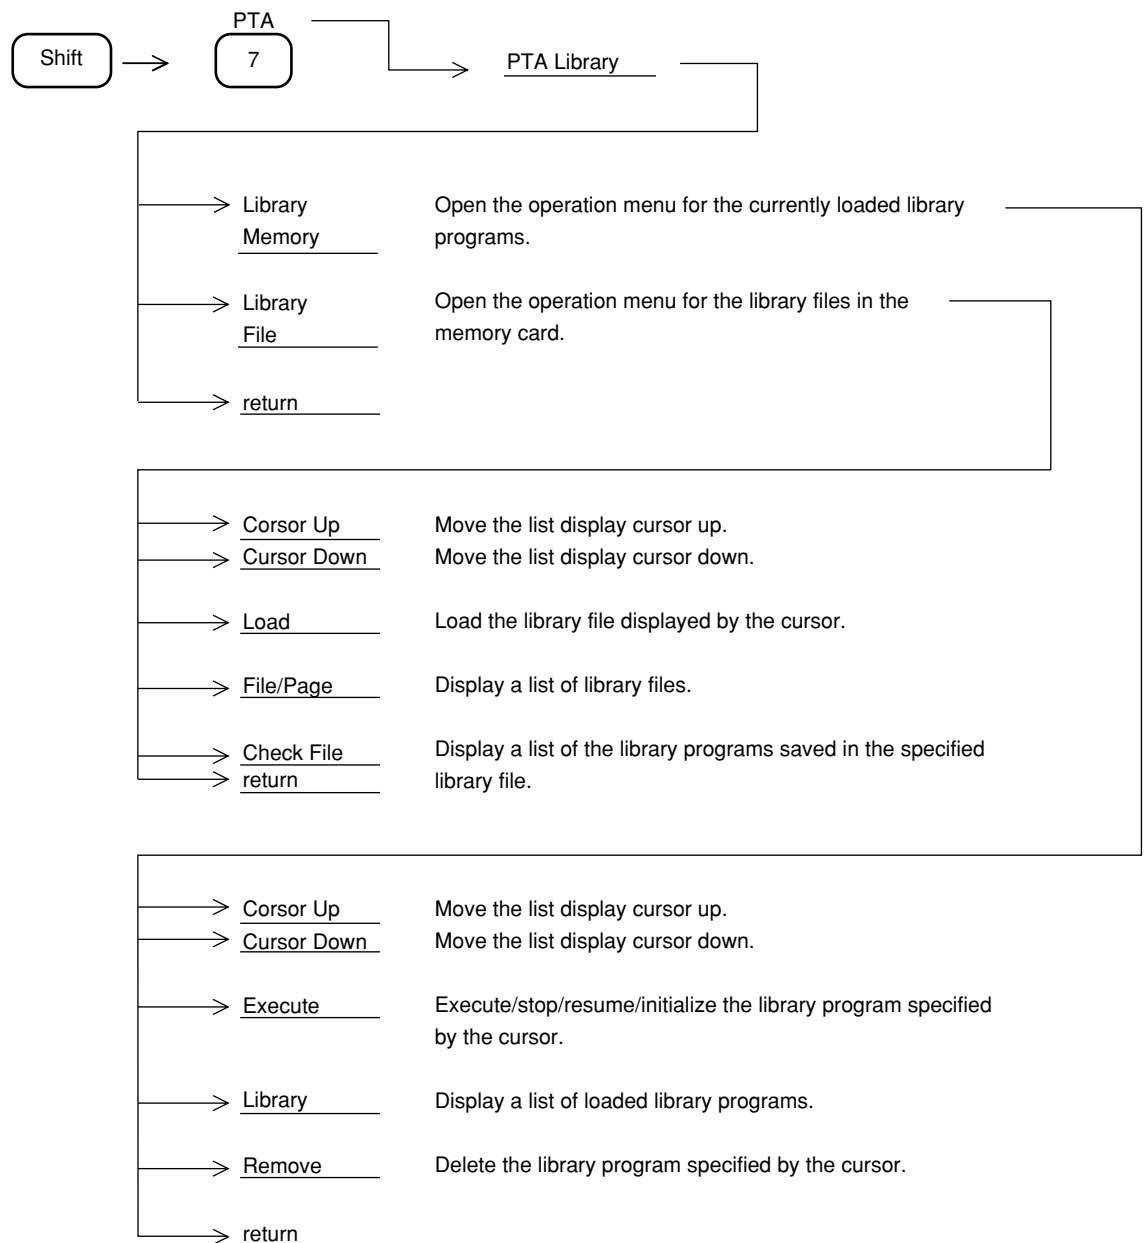 PTA
Shift
7
PTA Library
Library Open the operation menu for the currently loaded library
Memory programs.
Library Open the operation menu for the library files in the
File memory card.
return
Corsor Up Move the list display cursor up.
Cursor Down Move the list display cursor down.
Load Load the library file displayed by the cursor.
File/Page Display a list of library files.
Check File Display a list of the library programs saved in the specified
return library file.
Corsor Up Move the list display cursor up.
Cursor Down Move the list display cursor down.
Execute Execute/stop/resume/initialize the library program specified
by the cursor.
Library Display a list of loaded library programs.
Remove Delete the library program specified by the cursor.
return